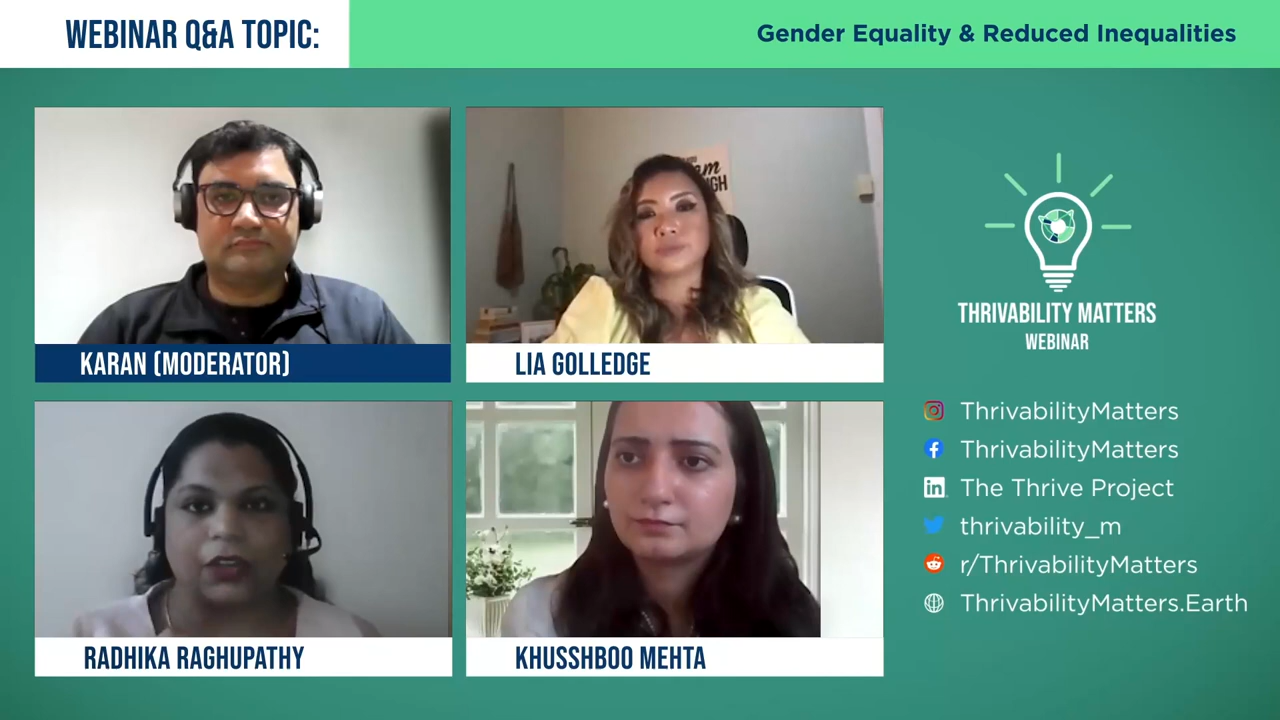 WEBINAR Q&A TOPIC:
Gender Equality & Reduced Inequalities
KARAN (MODERATOR)
LIA GOLLEDGE
RADHIKA RAGHUPATHY
KHUSSHBOO MEHTA
THRIVABILITY MATTERS
WEBINAR
ThrivabilityMatters
ThrivabilityMatters
in The Thrive Project
thrivability_m
r/ThrivabilityMatters
ThrivabilityMatters.Earth